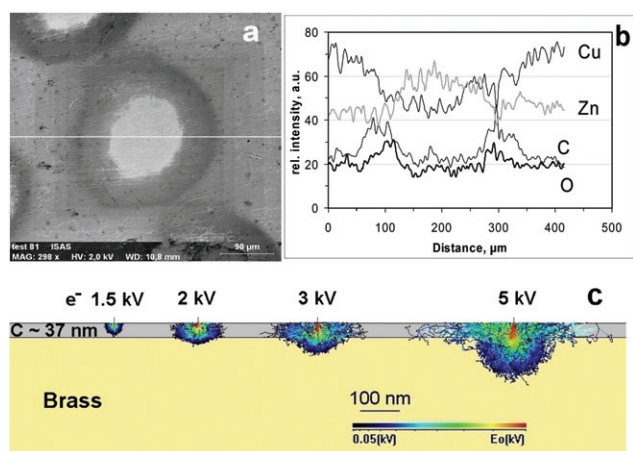 a
test 81 ISAS
MAG: 298 x HV: 2,0 kV WD: 10,8 mm
90 µm
b
rel. intensity, a.u.
80
60
40
20
0
Cu
Zn
C
O
0 100 200 300 400 500
Distance, µm
c
e⁻ 1.5 kV 2 kV 3 kV 5 kV
C ~ 37 nm
Brass
100 nm
0.05(kV) Eo(kV)